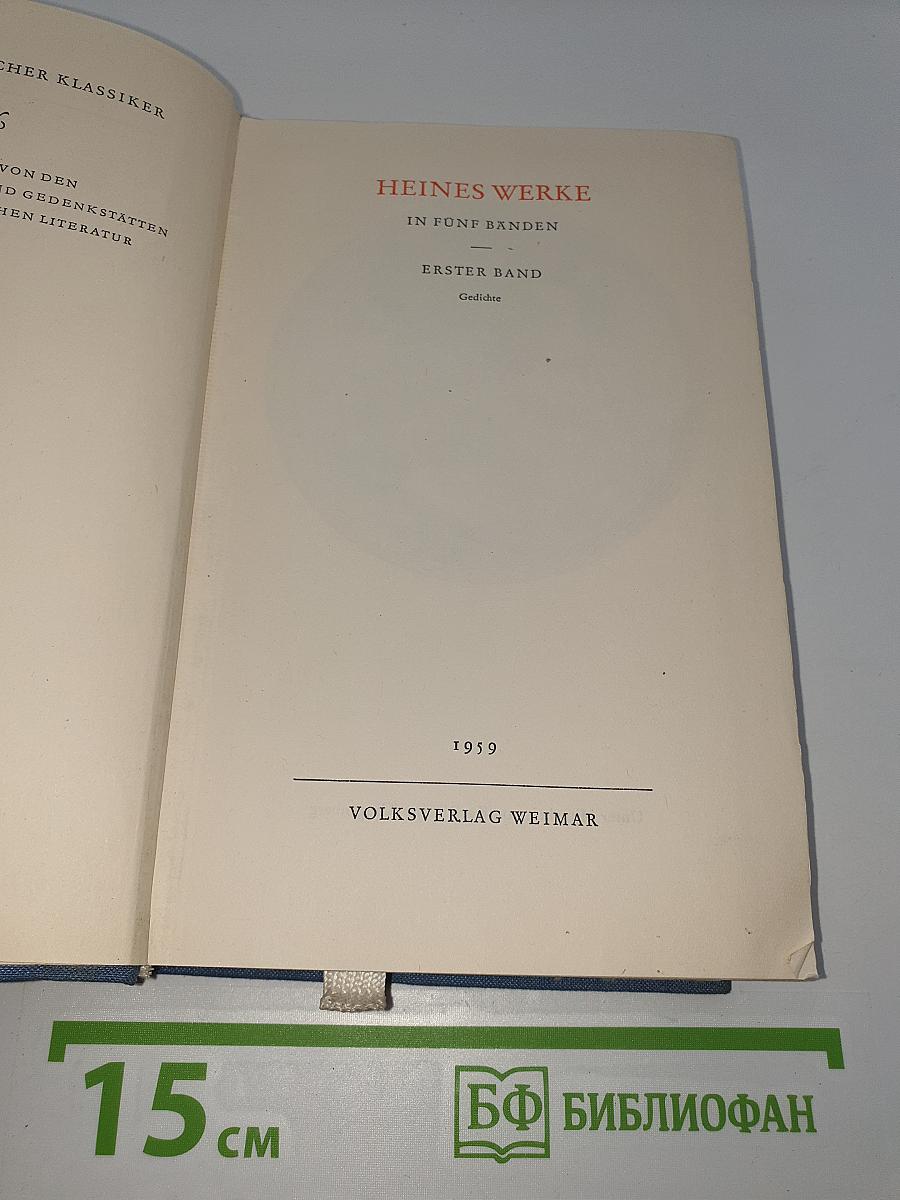 CHER KLASSIKER
VON DEN
ND GEDENKSTÄTTEN
HEN LITERATUR
HEINES WERKE
IN FÜNF BÄNDEN
ERSTER BAND
Gedichte
1959
VOLKSVERLAG WEIMAR
15 см
БФ БИБЛИОФАН